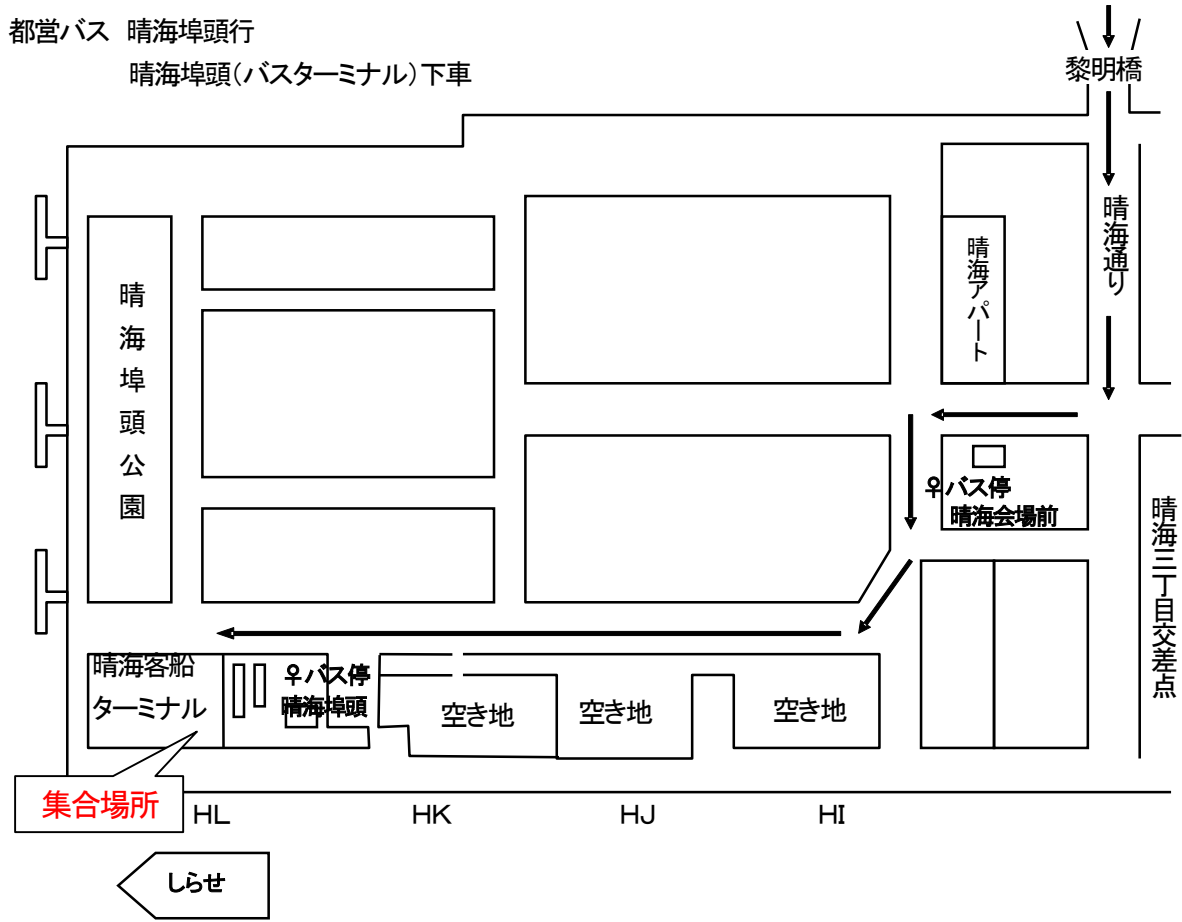 都営バス 晴海埠頭行
晴海埠頭(バスターミナル)下車
黎明橋
晴海通り
晴海アパート
晴海埠頭公園
♀バス停
晴海会場前
晴海三丁目交差点
晴海客船
ターミナル
♀バス停
晴海埠頭
空き地
空き地
空き地
集合場所
HL
HK
HJ
HI
しらせ